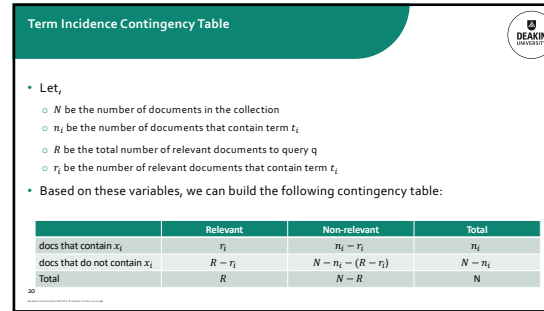 Term Incidence Contingency Table
DEAKIN
UNIVERSITY
• Let,
○ N be the number of documents in the collection
○ nᵢ be the number of documents that contain term tᵢ
○ R be the total number of relevant documents to query q
○ rᵢ be the number of relevant documents that contain term tᵢ
• Based on these variables, we can build the following contingency table:
Relevant Non-relevant Total
docs that contain xᵢ rᵢ nᵢ − rᵢ nᵢ
docs that do not contain xᵢ R − rᵢ N − nᵢ − (R − rᵢ) N − nᵢ
Total R N − R N
20